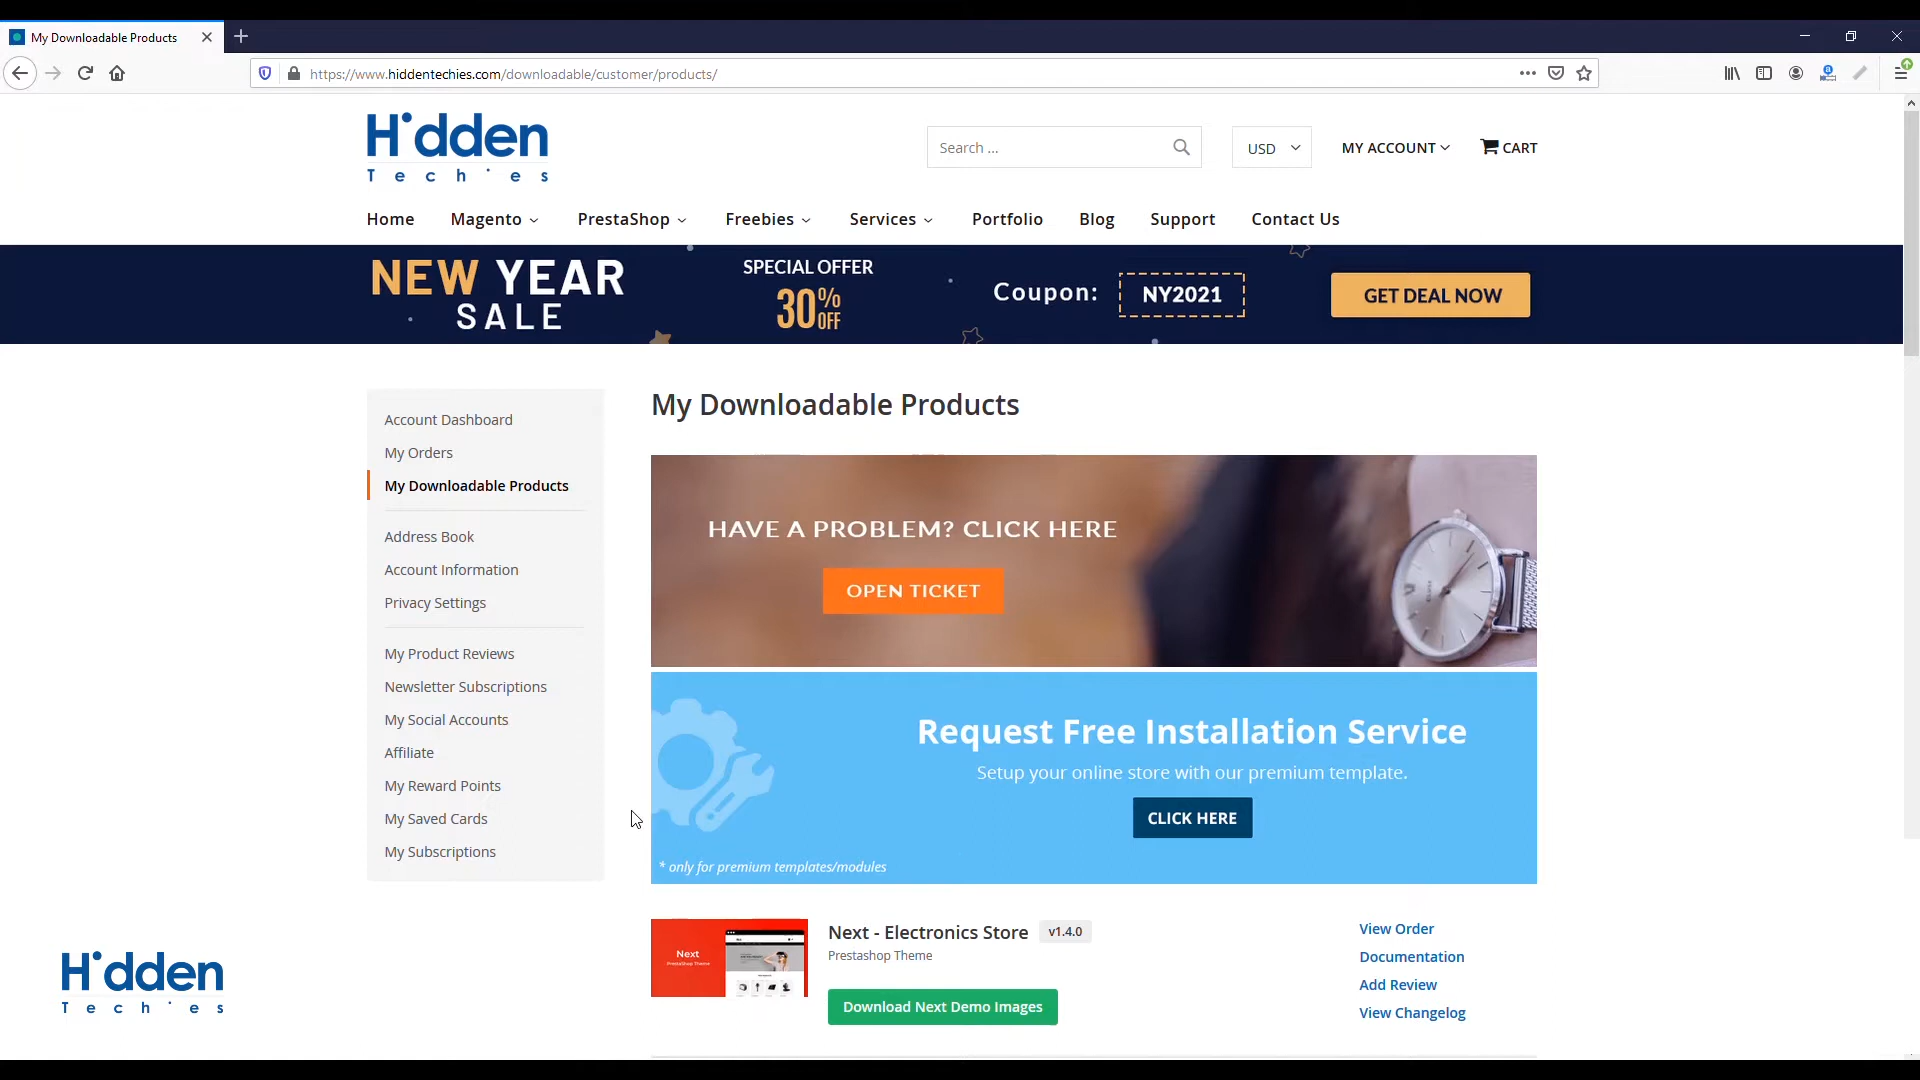 My Downloadable Products
https://www.hiddentechies.com/downloadable/customer/products/
Hidden
Techies
Search ...
USD
MY ACCOUNT
CART
Home
Magento
PrestaShop
Freebies
Services
Portfolio
Blog
Support
Contact Us
NEW YEAR
SALE
SPECIAL OFFER
30% OFF
Coupon:
NY2021
GET DEAL NOW
Account Dashboard
My Orders
My Downloadable Products
Address Book
Account Information
Privacy Settings
My Product Reviews
Newsletter Subscriptions
My Social Accounts
Affiliate
My Reward Points
My Saved Cards
My Subscriptions
My Downloadable Products
HAVE A PROBLEM? CLICK HERE
OPEN TICKET
Request Free Installation Service
Setup your online store with our premium template.
CLICK HERE
* only for premium templates/modules
Next
PrestaShop Theme
Next - Electronics Store
v1.4.0
Prestashop Theme
Download Next Demo Images
View Order
Documentation
Add Review
View Changelog
Hidden
Techies